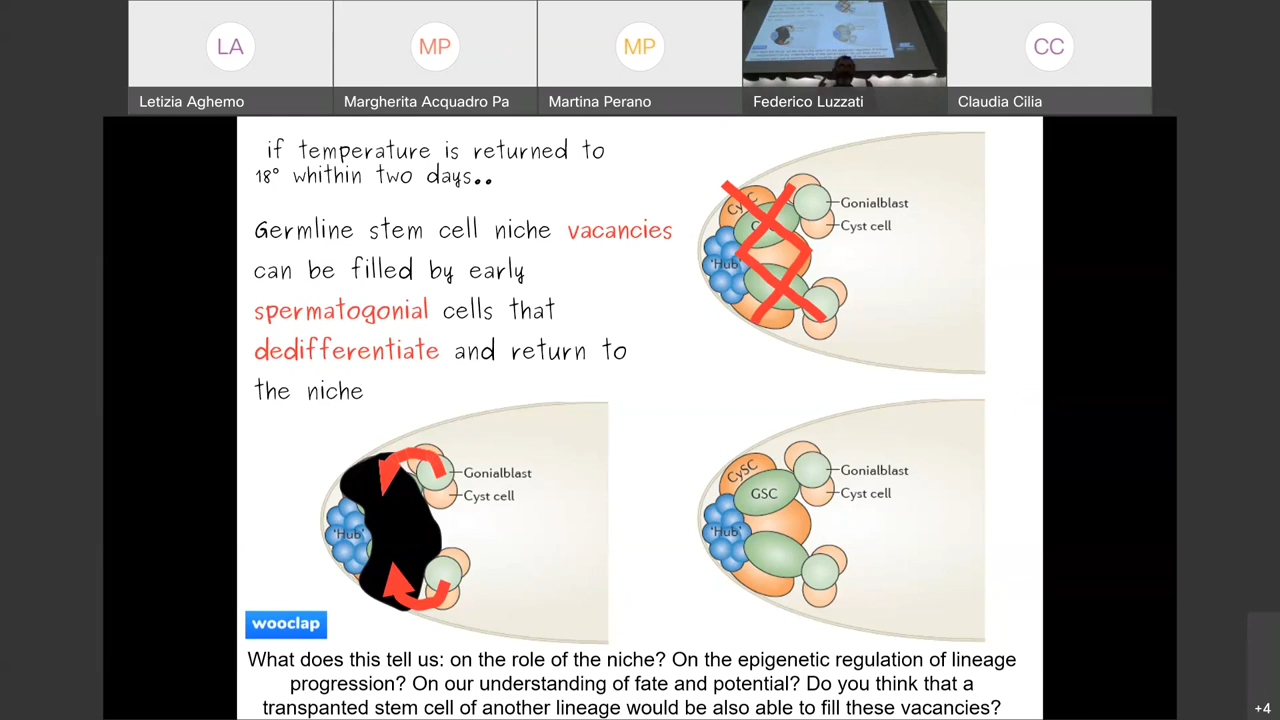 LA
MP
MP
CC
Letizia Aghemo
Margherita Acquadro Pa
Martina Perano
Federico Luzzati
Claudia Cilia
if temperature is returned to
18° whithin two days..
Germline stem cell niche vacancies
can be filled by early
spermatogonial cells that
dedifferentiate and return to
the niche
CySC
'Hub'
Gonialblast
Cyst cell
'Hub'
Gonialblast
Cyst cell
CySC
GSC
'Hub'
Gonialblast
Cyst cell
wooclap
What does this tell us: on the role of the niche? On the epigenetic regulation of lineage
progression? On our understanding of fate and potential? Do you think that a
transpanted stem cell of another lineage would be also able to fill these vacancies?
+4